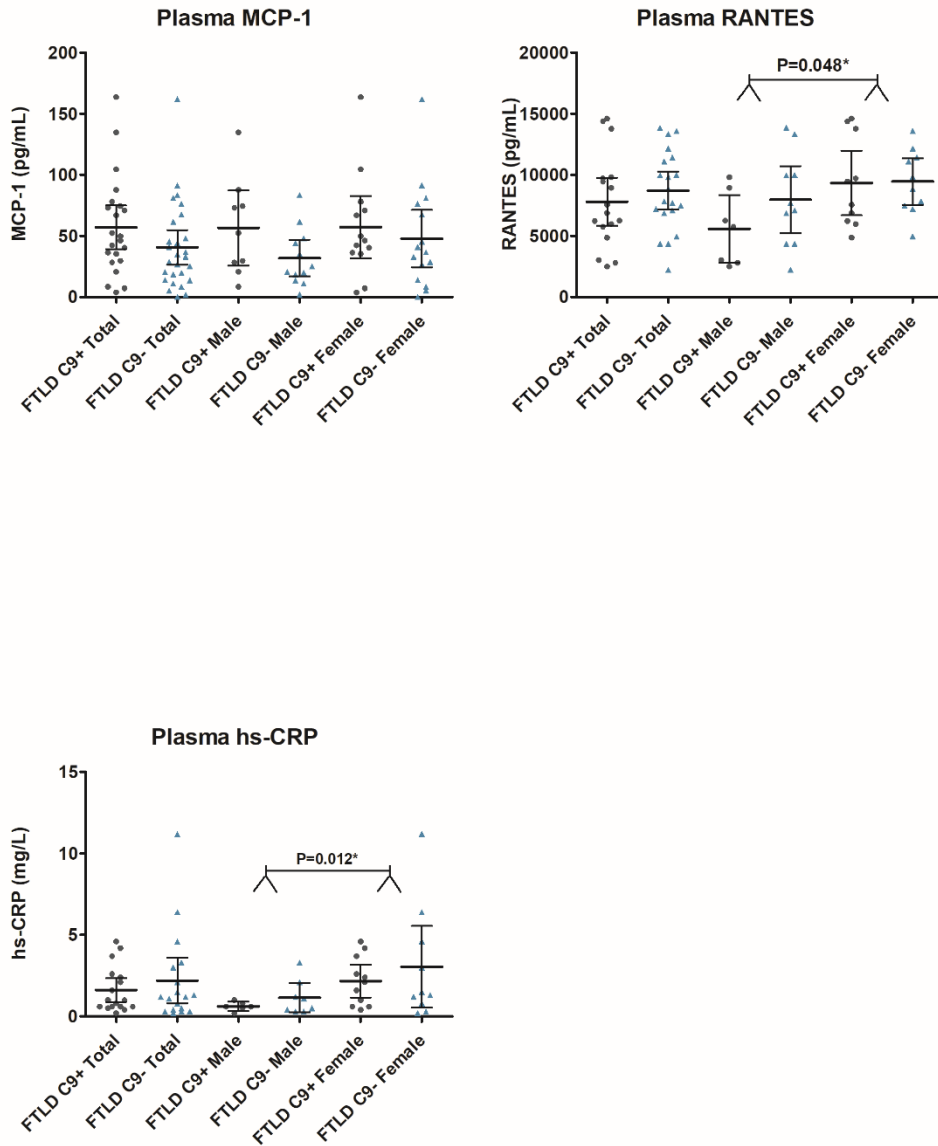 Plasma MCP-1
MCP-1 (pg/mL)
200
150
100
50
0
FTLD C9+ Total
FTLD C9- Total
FTLD C9+ Male
FTLD C9- Male
FTLD C9+ Female
FTLD C9- Female
Plasma RANTES
RANTES (pg/mL)
20000
15000
10000
5000
0
P=0.048*
FTLD C9+ Total
FTLD C9- Total
FTLD C9+ Male
FTLD C9- Male
FTLD C9+ Female
FTLD C9- Female
Plasma hs-CRP
hs-CRP (mg/L)
15
10
5
0
P=0.012*
FTLD C9+ Total
FTLD C9- Total
FTLD C9+ Male
FTLD C9- Male
FTLD C9+ Female
FTLD C9- Female